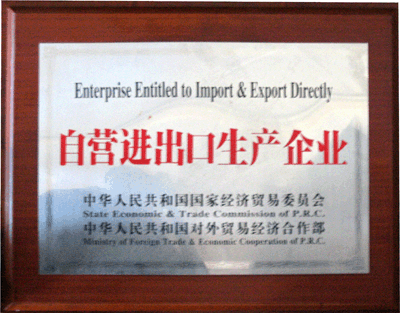 Enterprise Entitled to Import & Export Directly
自营进出口生产企业
中华人民共和国国家经济贸易委员会
State Economic & Trade Commission of P.R.C.
中华人民共和国对外贸易经济合作部
Ministry of Foreign Trade & Economic Cooperation of P.R.C.